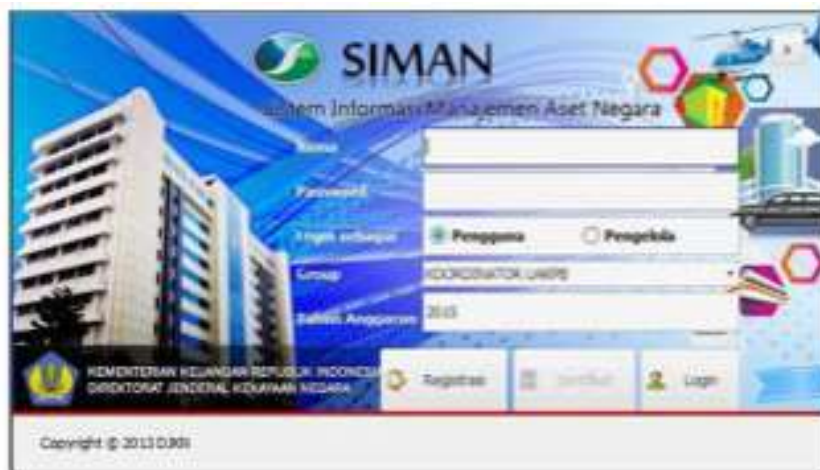 SIMAN
Sistem Informasi Manajemen Aset Negara
Nama
Password
Login sebagai
Pengguna
Pengelola
Group
KOORDINATOR UAKPB
Tahun Anggaran
2015
KEMENTERIAN KEUANGAN REPUBLIK INDONESIA
DIREKTORAT JENDERAL KEKAYAAN NEGARA
Registrasi
Login
Copyright @ 2013 DJKN